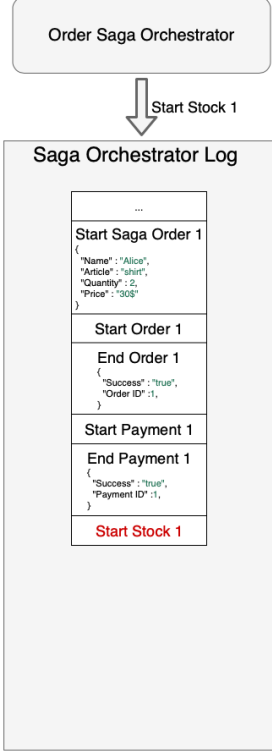 Order Saga Orchestrator
Start Stock 1
Saga Orchestrator Log
...
Start Saga Order 1
{
"Name" : "Alice",
"Article" : "shirt",
"Quantity" : 2,
"Price" : "30$"
}
Start Order 1
End Order 1
{
"Success" : "true",
"Order ID" :1,
}
Start Payment 1
End Payment 1
{
"Success" : "true",
"Payment ID" :1,
}
Start Stock 1